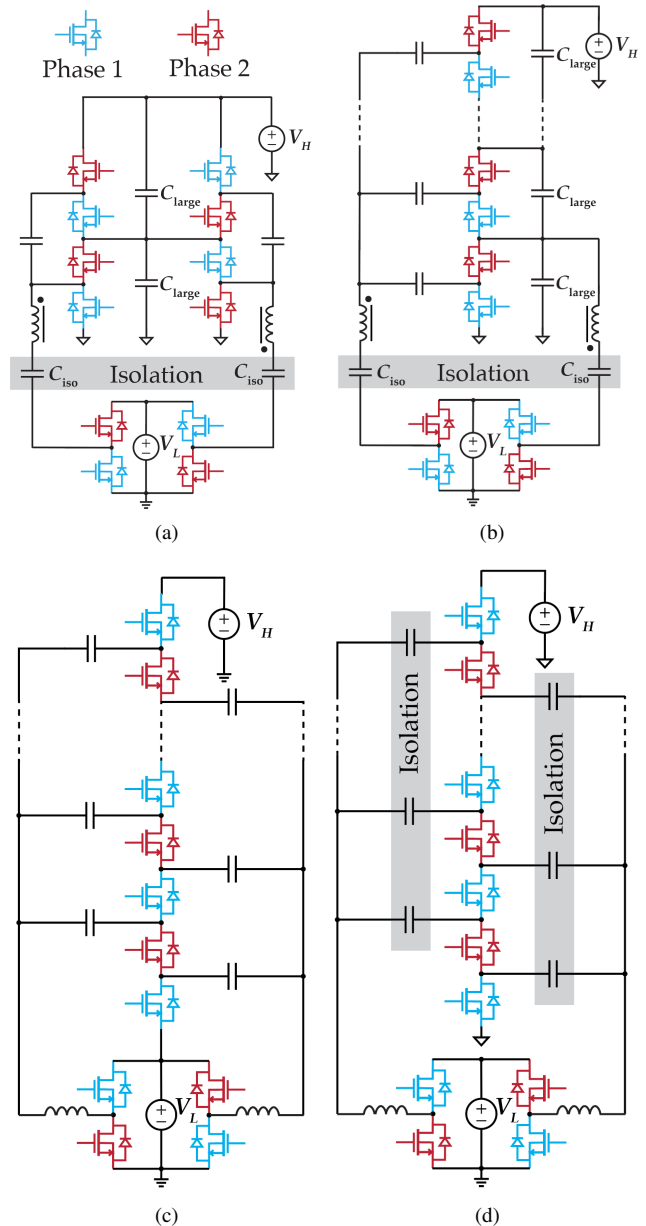 Phase 1
Phase 2
V_H
C_large
C_large
C_iso
Isolation
C_iso
V_L
(a)
C_large
V_H
C_large
C_large
C_iso
Isolation
C_iso
V_L
(b)
V_H
V_L
(c)
V_H
Isolation
Isolation
V_L
(d)